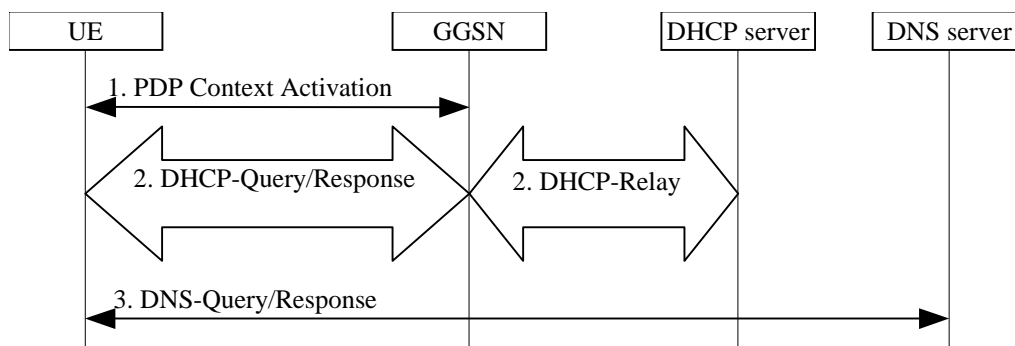 UE GGSN DHCP server DNS server
1. PDP Context Activation
2. DHCP-Query/Response 2. DHCP-Relay
3. DNS-Query/Response